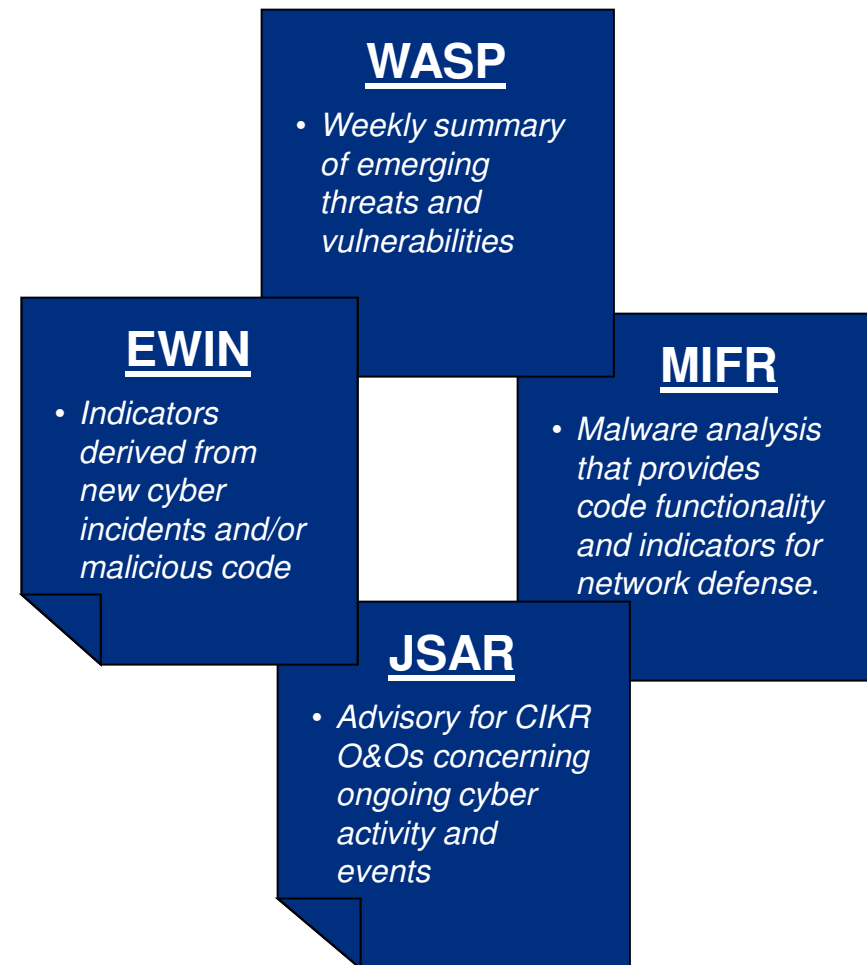 WASP
• Weekly summary
of emerging
threats and
vulnerabilities
EWIN
• Indicators
derived from
new cyber
incidents and/or
malicious code
MIFR
• Malware analysis
that provides
code functionality
and indicators for
network defense.
JSAR
• Advisory for CIKR
O&Os concerning
ongoing cyber
activity and
events